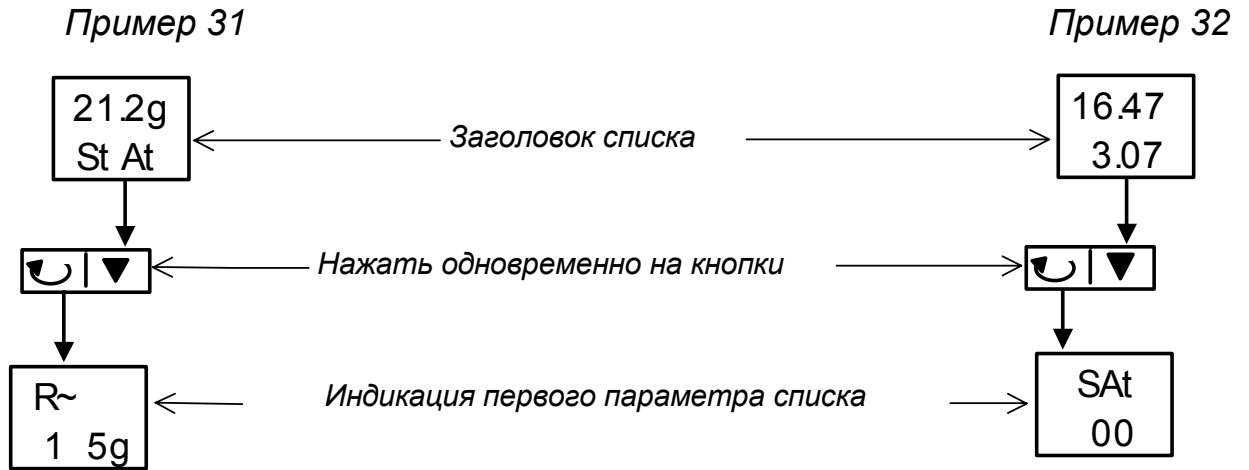 Пример 31 Пример 32
21.2g 16.47
Заголовок списка
St At 3.07
Нажать одновременно на кнопки
R~ SAt
Индикация первого параметра списка
1 5g 00